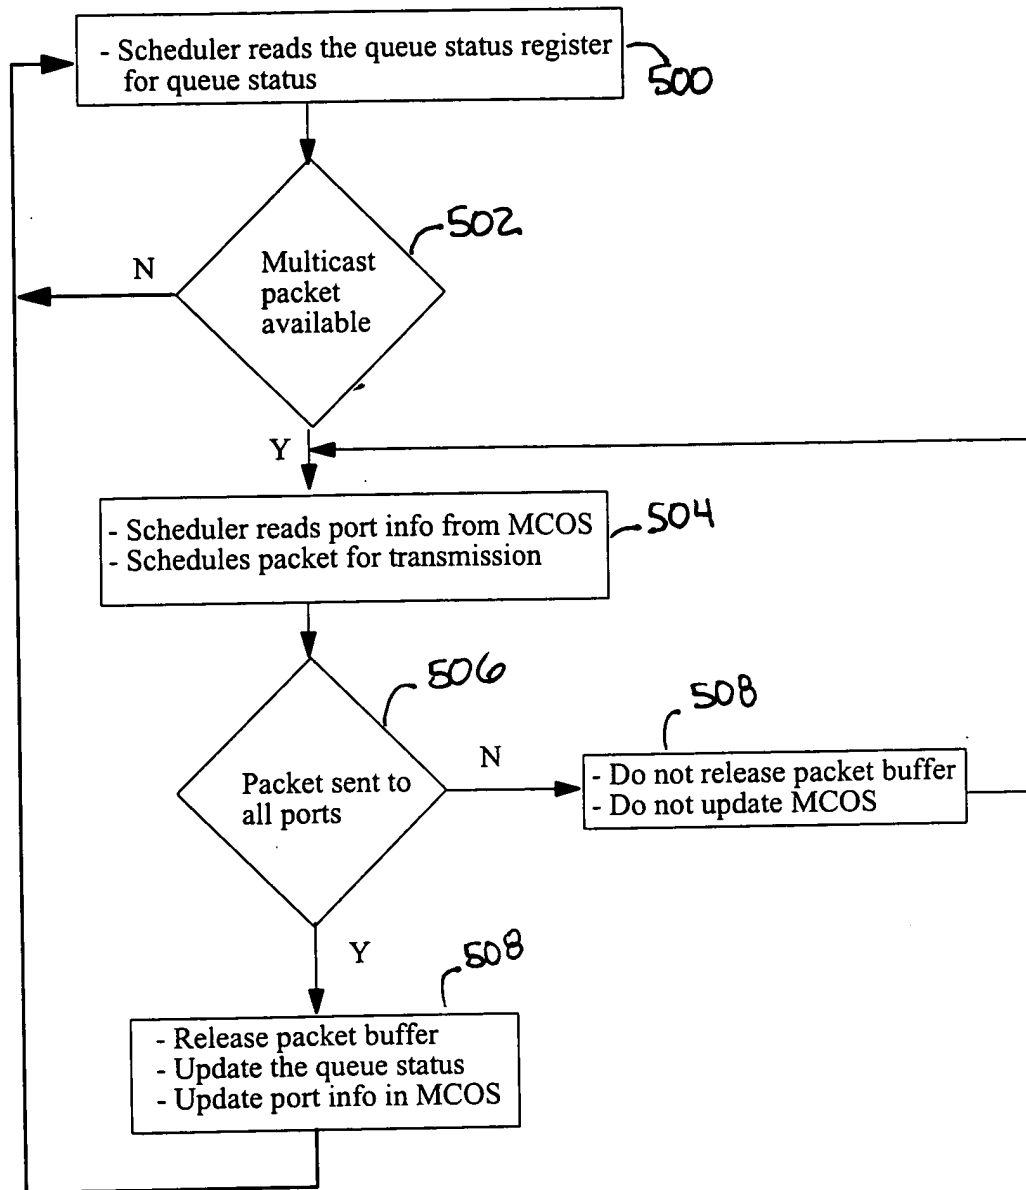 - Scheduler reads the queue status register
for queue status
500
502
N
Multicast
packet
available
Y
- Scheduler reads port info from MCOS
- Schedules packet for transmission
504
506
508
N
Packet sent to
all ports
- Do not release packet buffer
- Do not update MCOS
Y
508
- Release packet buffer
- Update the queue status
- Update port info in MCOS